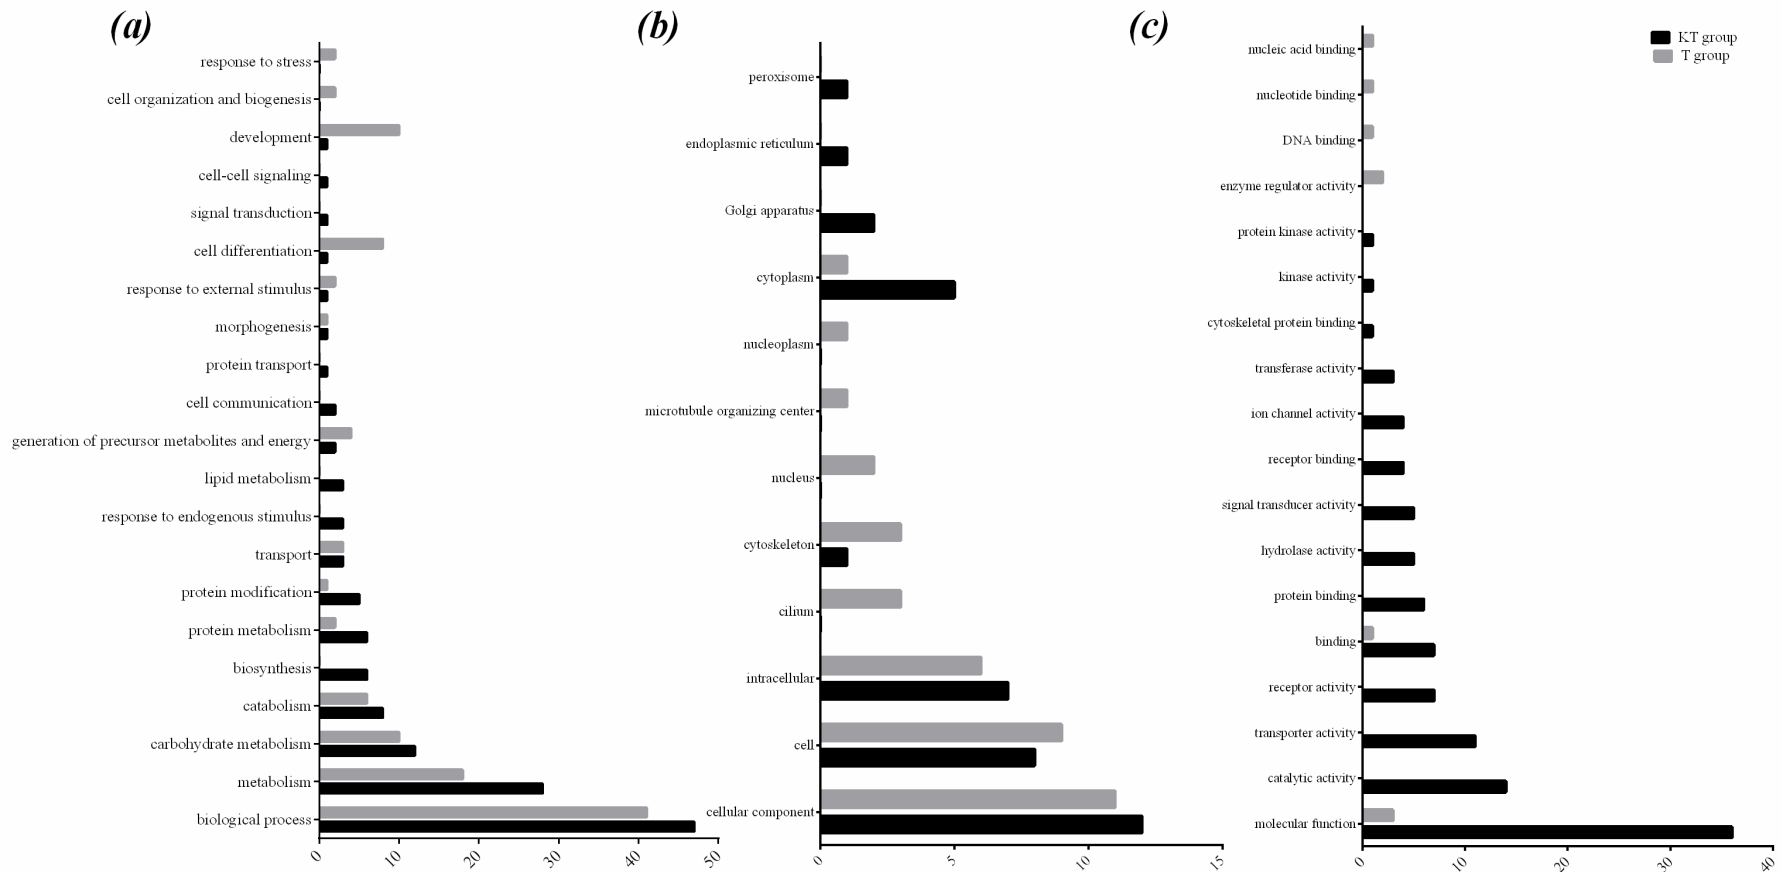 (a)
response to stress
cell organization and biogenesis
development
cell-cell signaling
signal transduction
cell differentiation
response to external stimulus
morphogenesis
protein transport
cell communication
generation of precursor metabolites and energy
lipid metabolism
response to endogenous stimulus
transport
protein modification
protein metabolism
biosynthesis
catabolism
carbohydrate metabolism
metabolism
biological process
0 10 20 30 40 50
(b)
peroxisome
endoplasmic reticulum
Golgi apparatus
cytoplasm
nucleoplasm
microtubule organizing center
nucleus
cytoskeleton
cilium
intracellular
cell
cellular component
0 5 10 15
(c)
KT group
T group
nucleic acid binding
nucleotide binding
DNA binding
enzyme regulator activity
protein kinase activity
kinase activity
cytoskeletal protein binding
transferase activity
ion channel activity
receptor binding
signal transducer activity
hydrolase activity
protein binding
binding
receptor activity
transporter activity
catalytic activity
molecular function
0 10 20 30 40